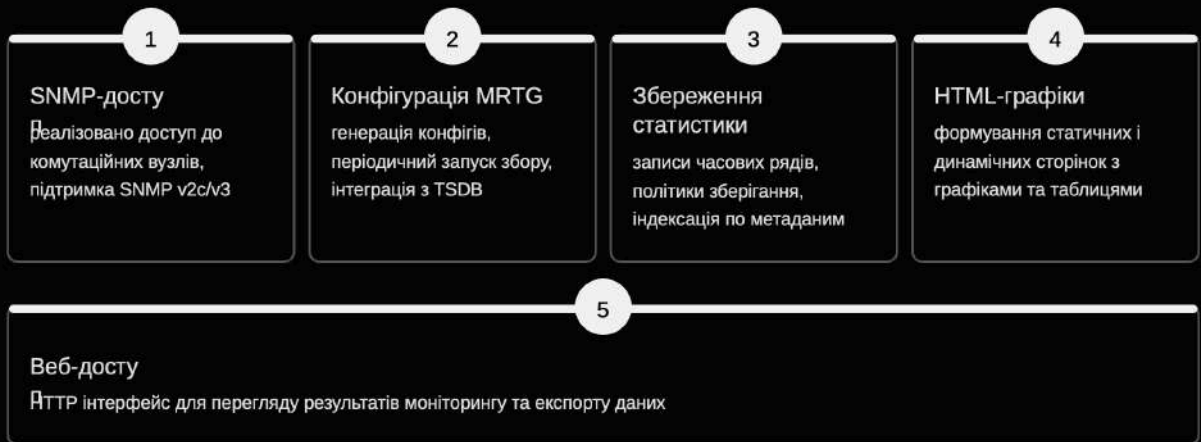 1
SNMP-досту
п
реалізовано доступ до
комутаційних вузлів,
підтримка SNMP v2c/v3
2
Конфігурація MRTG
генерація конфігів,
періодичний запуск збору,
інтеграція з TSDB
3
Збереження
статистики
записи часових рядів,
політики зберігання,
індексація по метаданим
4
HTML-графіки
формування статичних і
динамічних сторінок з
графіками та таблицями
5
Веб-досту
п
HTTP інтерфейс для перегляду результатів моніторингу та експорту даних